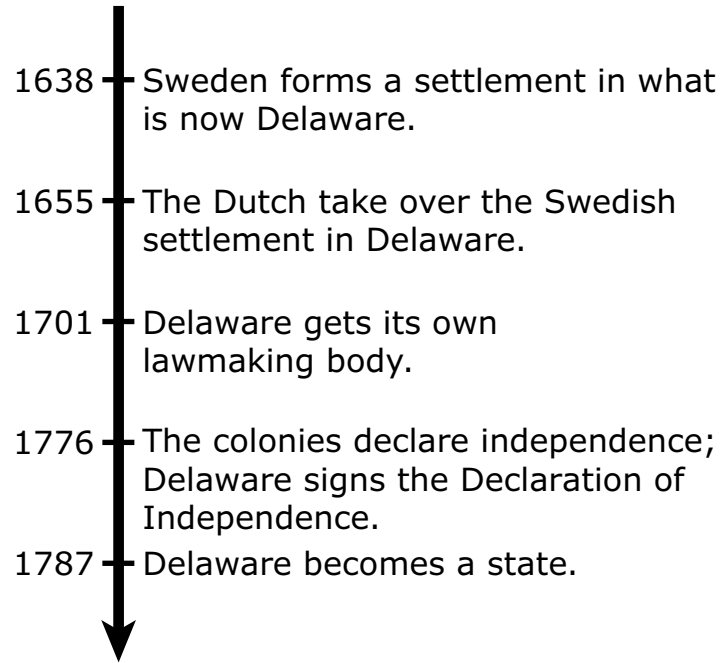 1638 Sweden forms a settlement in what
is now Delaware.
1655 The Dutch take over the Swedish
settlement in Delaware.
1701 Delaware gets its own
lawmaking body.
1776 The colonies declare independence;
Delaware signs the Declaration of
Independence.
1787 Delaware becomes a state.